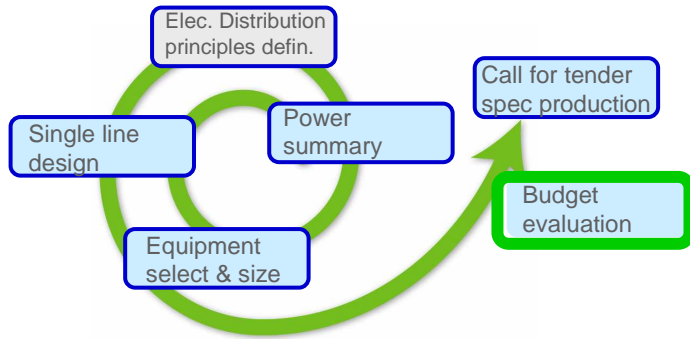 Elec. Distribution
principles defin.
Call for tender
spec production
Single line
design
Power
summary
Budget
evaluation
Equipment
select & size